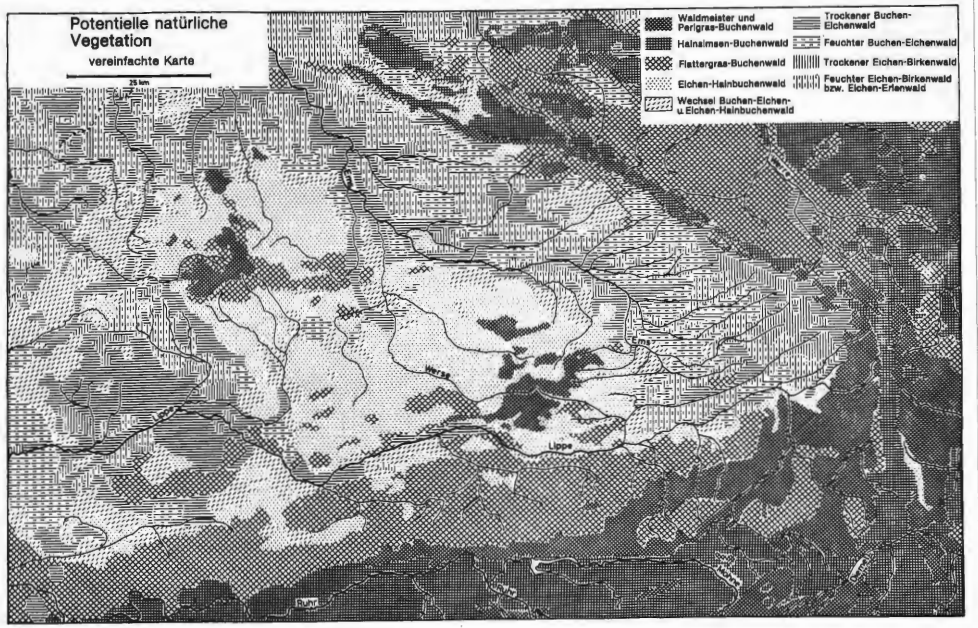 Potentielle natürliche
Vegetation
vereinfachte Karte
25 km
Waldmeister und
Perlgras-Buchenwald
Hainsimsen-Buchenwald
Flattergras-Buchenwald
Eichen-Hainbuchenwald
Wechsel Buchen-Eichen-
u. Eichen-Hainbuchenwald
Trockener Buchen-
Eichenwald
Feuchter Buchen-Eichenwald
Trockener Eichen-Birkenwald
Feuchter Eichen-Birkenwald
bzw. Eichen-Erlenwald
Ems
Werse
Lippe
Lippe
Ruhr